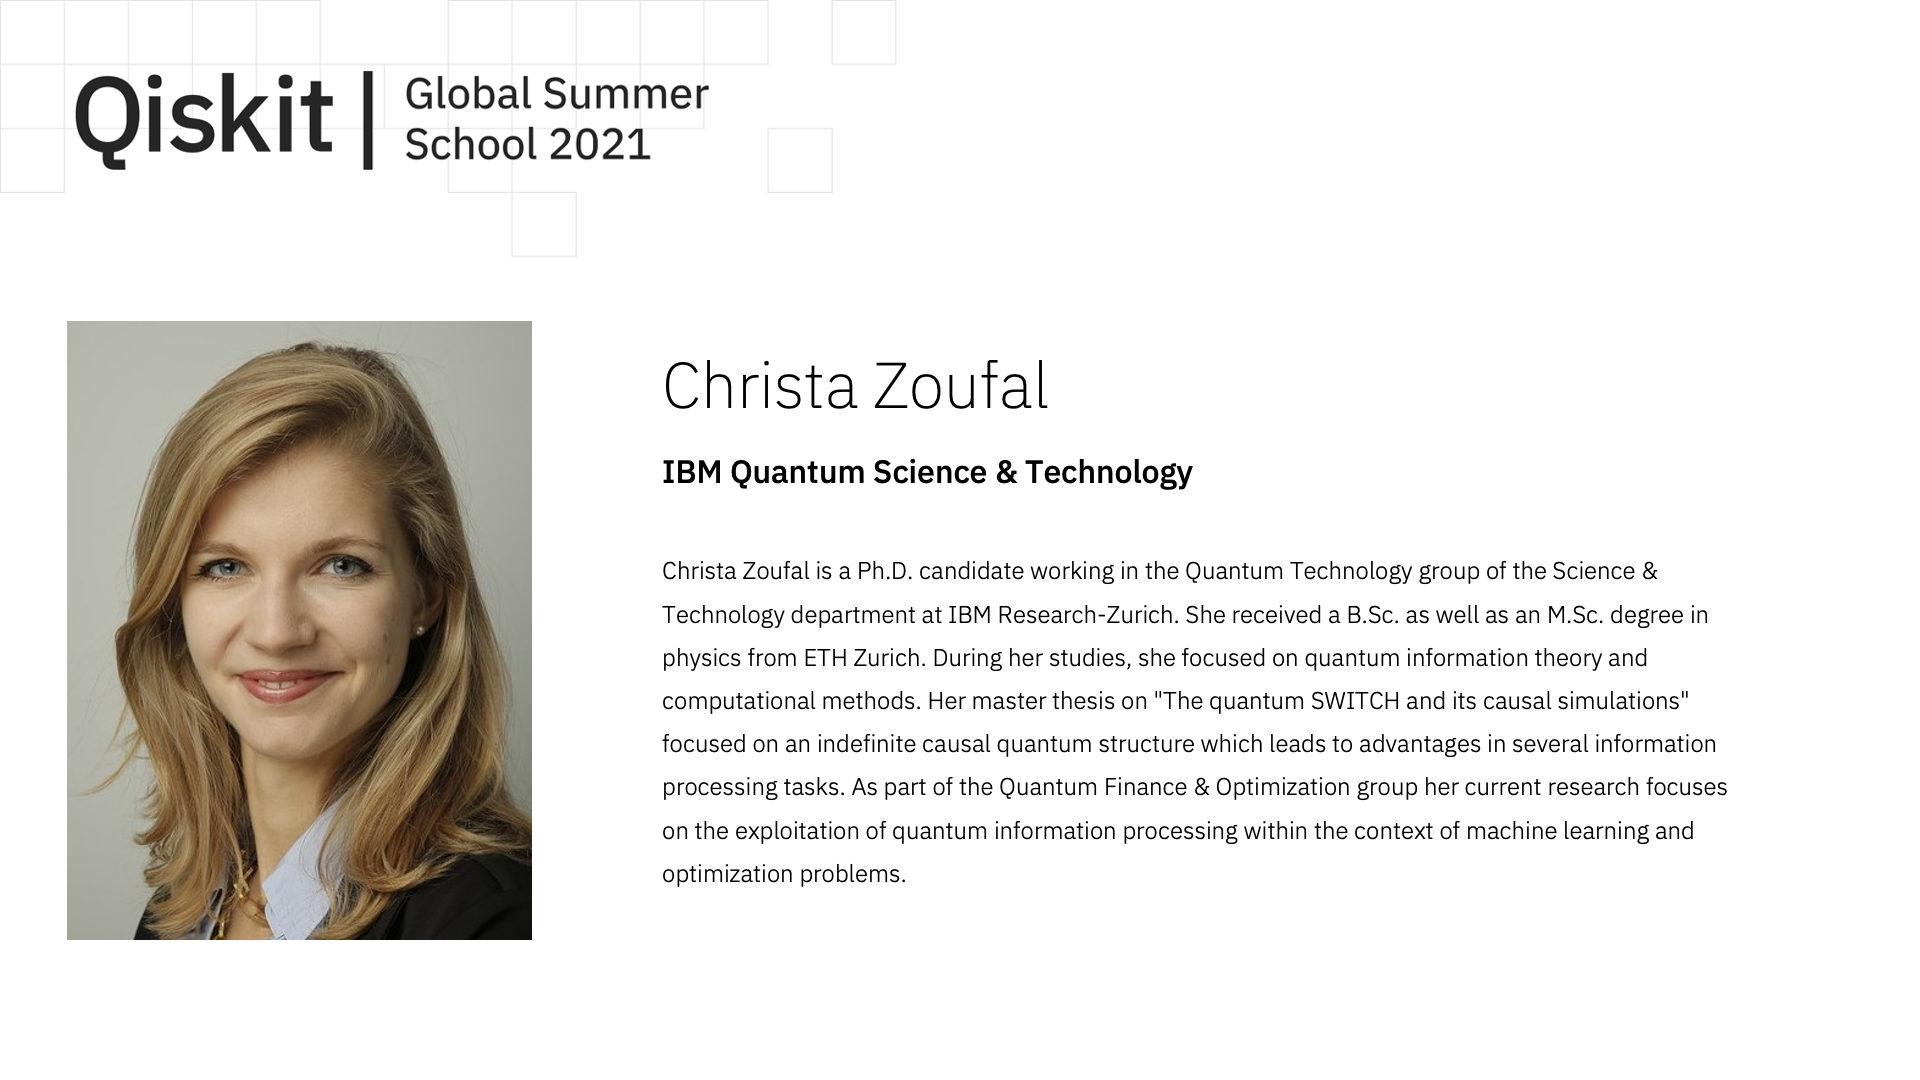 Qiskit
Global Summer
School 2021
Christa Zoufal
IBM Quantum Science & Technology
Christa Zoufal is a Ph.D. candidate working in the Quantum Technology group of the Science &
Technology department at IBM Research-Zurich. She received a B.Sc. as well as an M.Sc. degree in
physics from ETH Zurich. During her studies, she focused on quantum information theory and
computational methods. Her master thesis on "The quantum SWITCH and its causal simulations"
focused on an indefinite causal quantum structure which leads to advantages in several information
processing tasks. As part of the Quantum Finance & Optimization group her current research focuses
on the exploitation of quantum information processing within the context of machine learning and
optimization problems.